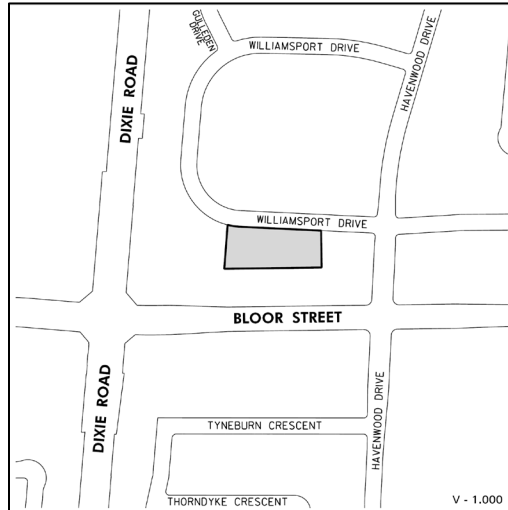 GULLEDEN
DRIVE
WILLIAMSPORT DRIVE
HAVENWOOD DRIVE
DIXIE ROAD
WILLIAMSPORT DRIVE
BLOOR STREET
DIXIE ROAD
TYNEBURN CRESCENT
HAVENWOOD DRIVE
THORNDYKE CRESCENT
V - 1.000